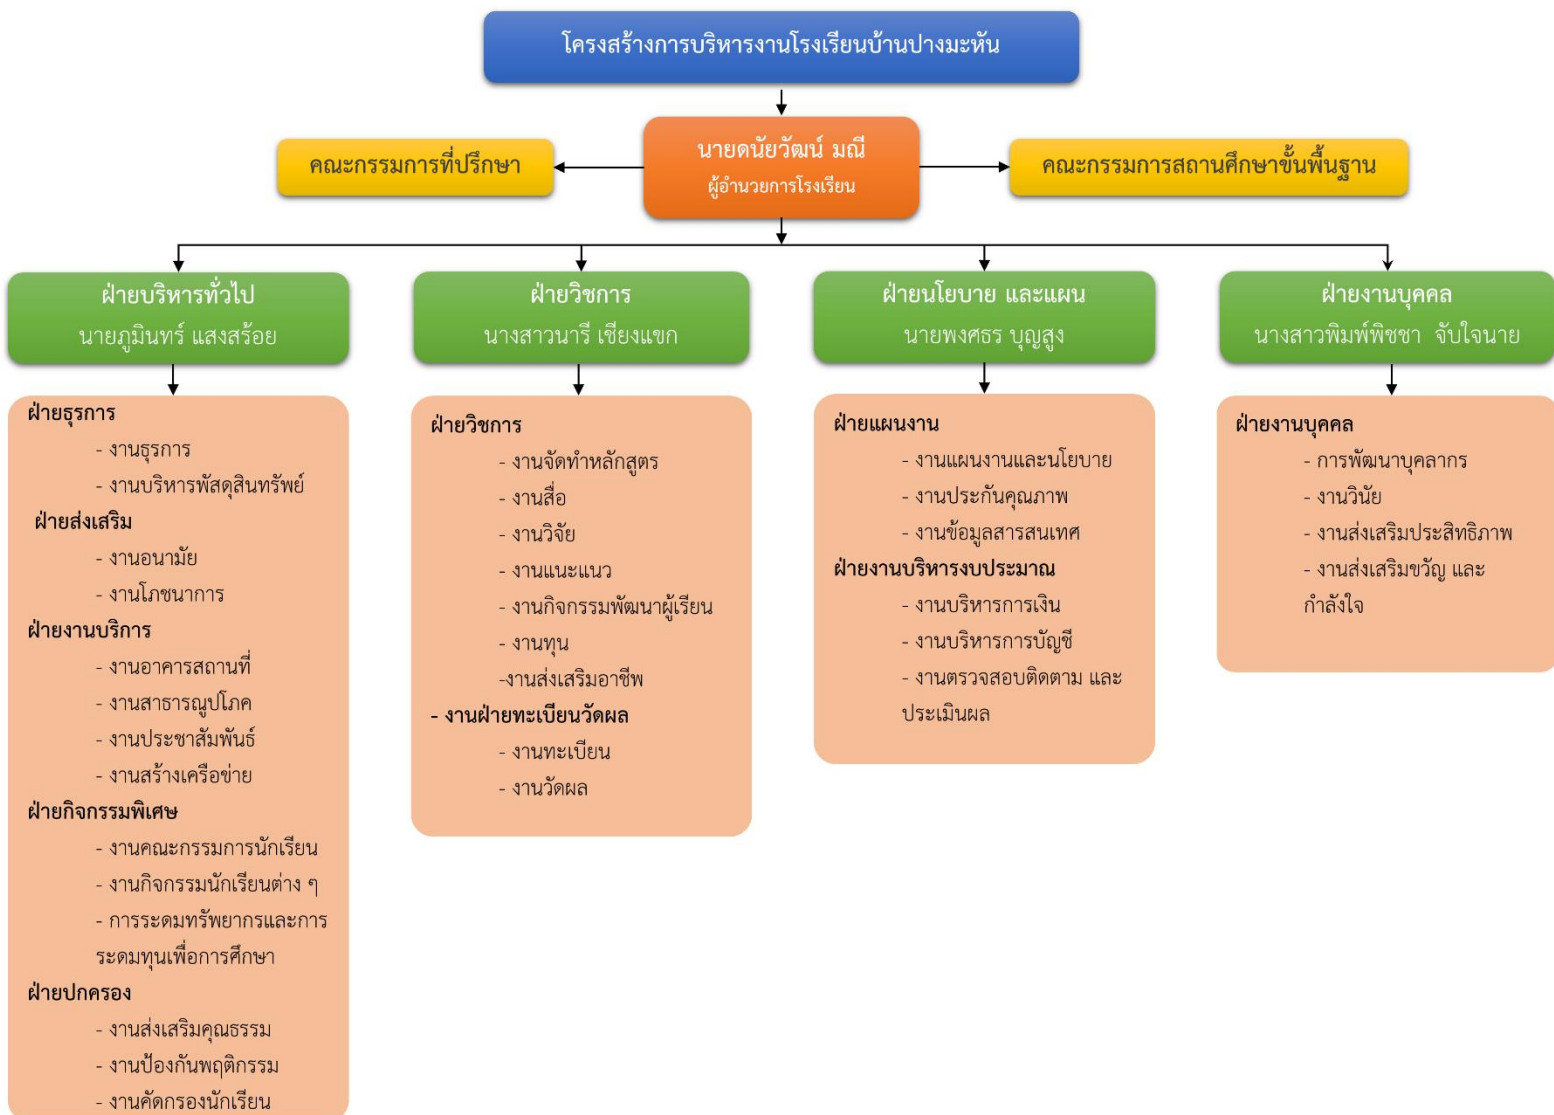 โครงสร้างการบริหารงานโรงเรียนบ้านปางมะหัน
นายดนัยวัฒน์ มณี
ผู้อำนวยการโรงเรียน
คณะกรรมการที่ปรึกษา
คณะกรรมการสถานศึกษาขั้นพื้นฐาน
ฝ่ายบริหารทั่วไป
นายภูมินทร์ แสงสร้อย
ฝ่ายธุรการ
- งานธุรการ
- งานบริหารพัสดุสินทรัพย์
ฝ่ายส่งเสริม
- งานอนามัย
- งานโภชนาการ
ฝ่ายงานบริการ
- งานอาคารสถานที่
- งานสาธารณูปโภค
- งานประชาสัมพันธ์
- งานสร้างเครือข่าย
ฝ่ายกิจกรรมพิเศษ
- งานคณะกรรมการนักเรียน
- งานกิจกรรมนักเรียนต่าง ๆ
- การระดมทรัพยากรและการ
ระดมทุนเพื่อการศึกษา
ฝ่ายปกครอง
- งานส่งเสริมคุณธรรม
- งานป้องกันพฤติกรรม
- งานคัดกรองนักเรียน
ฝ่ายวิชการ
นางสาวนารี เชียงแขก
ฝ่ายวิชการ
- งานจัดทำหลักสูตร
- งานสื่อ
- งานวิจัย
- งานแนะแนว
- งานกิจกรรมพัฒนาผู้เรียน
- งานทุน
-งานส่งเสริมอาชีพ
- งานฝ่ายทะเบียนวัดผล
- งานทะเบียน
- งานวัดผล
ฝ่ายนโยบาย และแผน
นายพงศธร บุญสูง
ฝ่ายแผนงาน
- งานแผนงานและนโยบาย
- งานประกันคุณภาพ
- งานข้อมูลสารสนเทศ
ฝ่ายงานบริหารงบประมาณ
- งานบริหารการเงิน
- งานบริหารการบัญชี
- งานตรวจสอบติดตาม และ
ประเมินผล
ฝ่ายงานบุคคล
นางสาวพิมพ์พิชชา จับใจนาย
ฝ่ายงานบุคคล
- การพัฒนาบุคลากร
- งานวินัย
- งานส่งเสริมประสิทธิภาพ
- งานส่งเสริมขวัญ และ
กำลังใจ